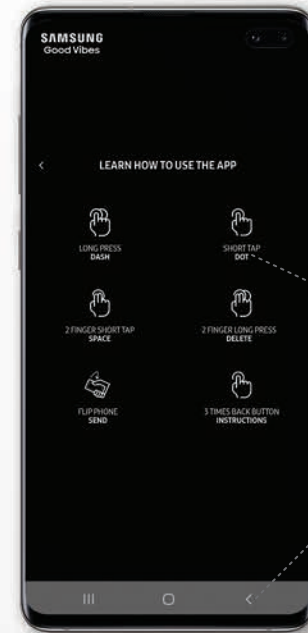 SAMSUNG
Good Vibes
LEARN HOW TO USE THE APP
LONG PRESS
DASH
SHORT TAP
DOT
2 FINGER SHORT TAP
SPACE
2 FINGER LONG PRESS
DELETE
FLIP PHONE
SEND
3 TIMES BACK BUTTON
INSTRUCTIONS